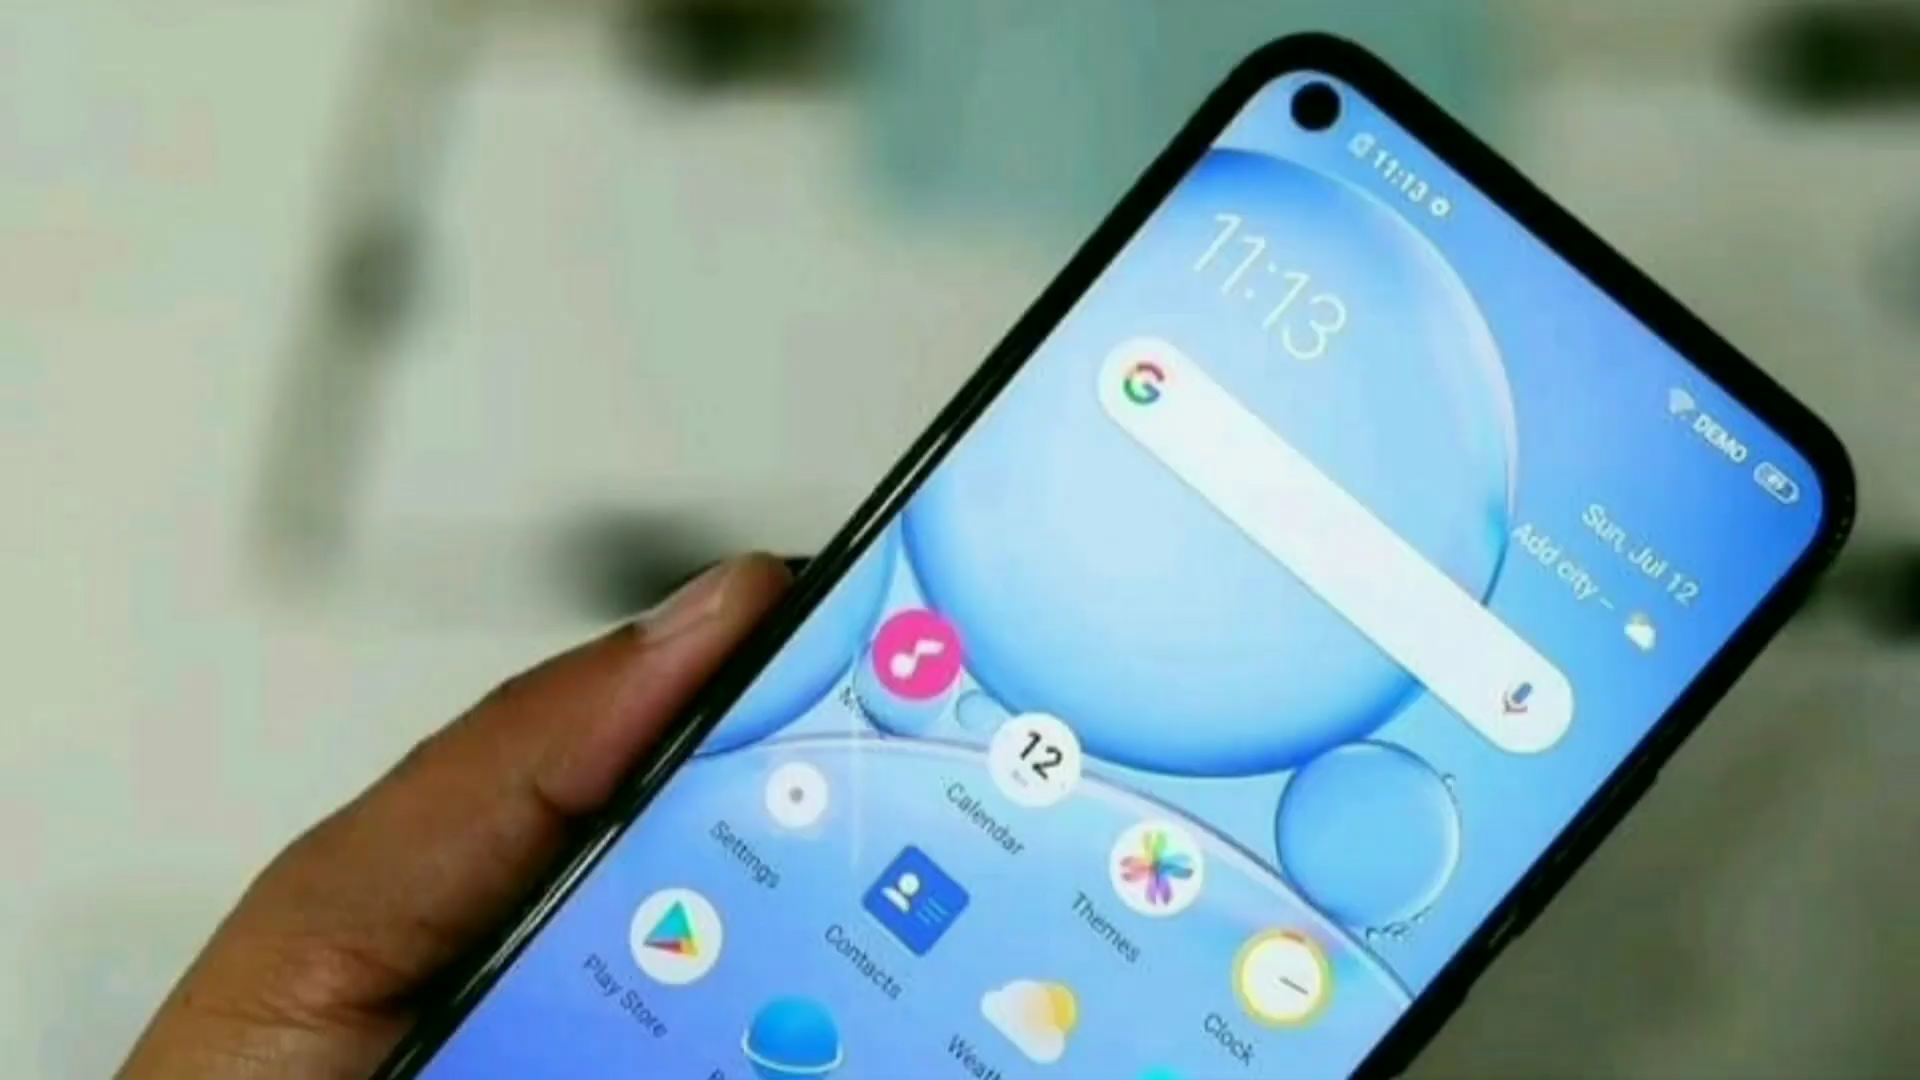 11:13
DEMO
11:13
Sun, Jul 12
Add city –
G
12
Calendar
Settings
Themes
Contacts
Play Store
Clock